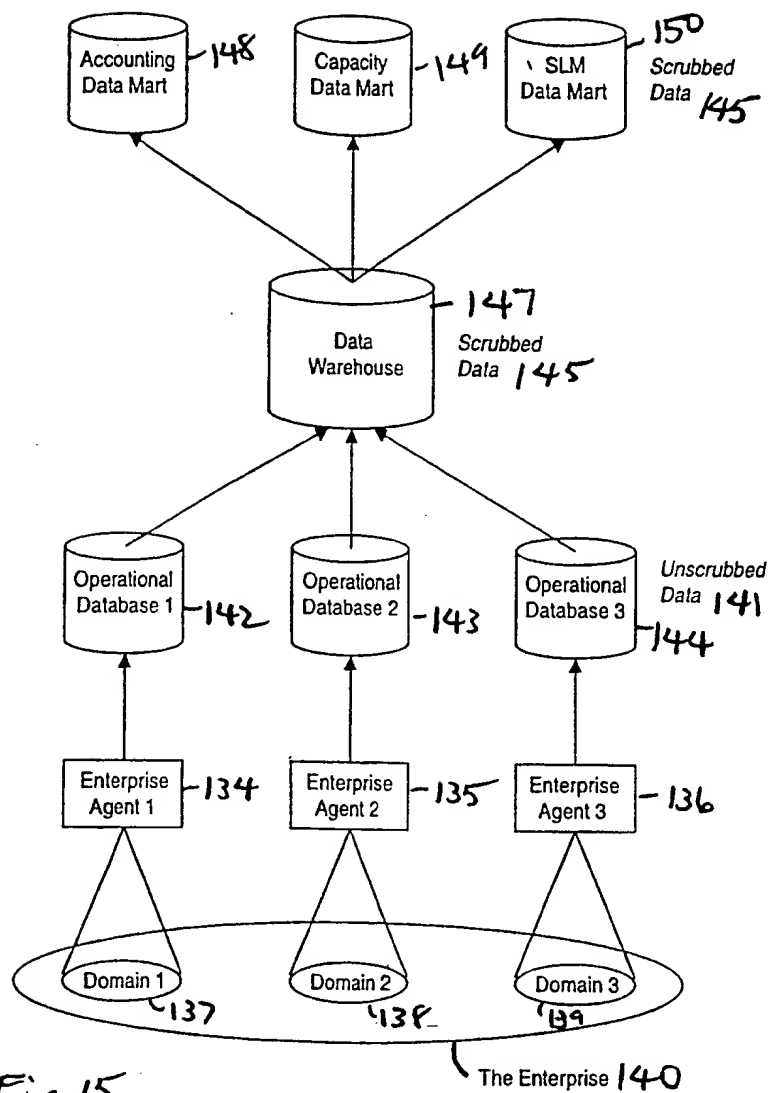 Accounting
Data Mart
148
Capacity
Data Mart
149
SLM
Data Mart
150
Scrubbed
Data 145
Data
Warehouse
147
Scrubbed
Data 145
Operational
Database 1
142
Operational
Database 2
143
Operational
Database 3
144
Unscrubbed
Data 141
Enterprise
Agent 1
134
Enterprise
Agent 2
135
Enterprise
Agent 3
136
Domain 1
137
Domain 2
138
Domain 3
139
The Enterprise 140
Fig. 15